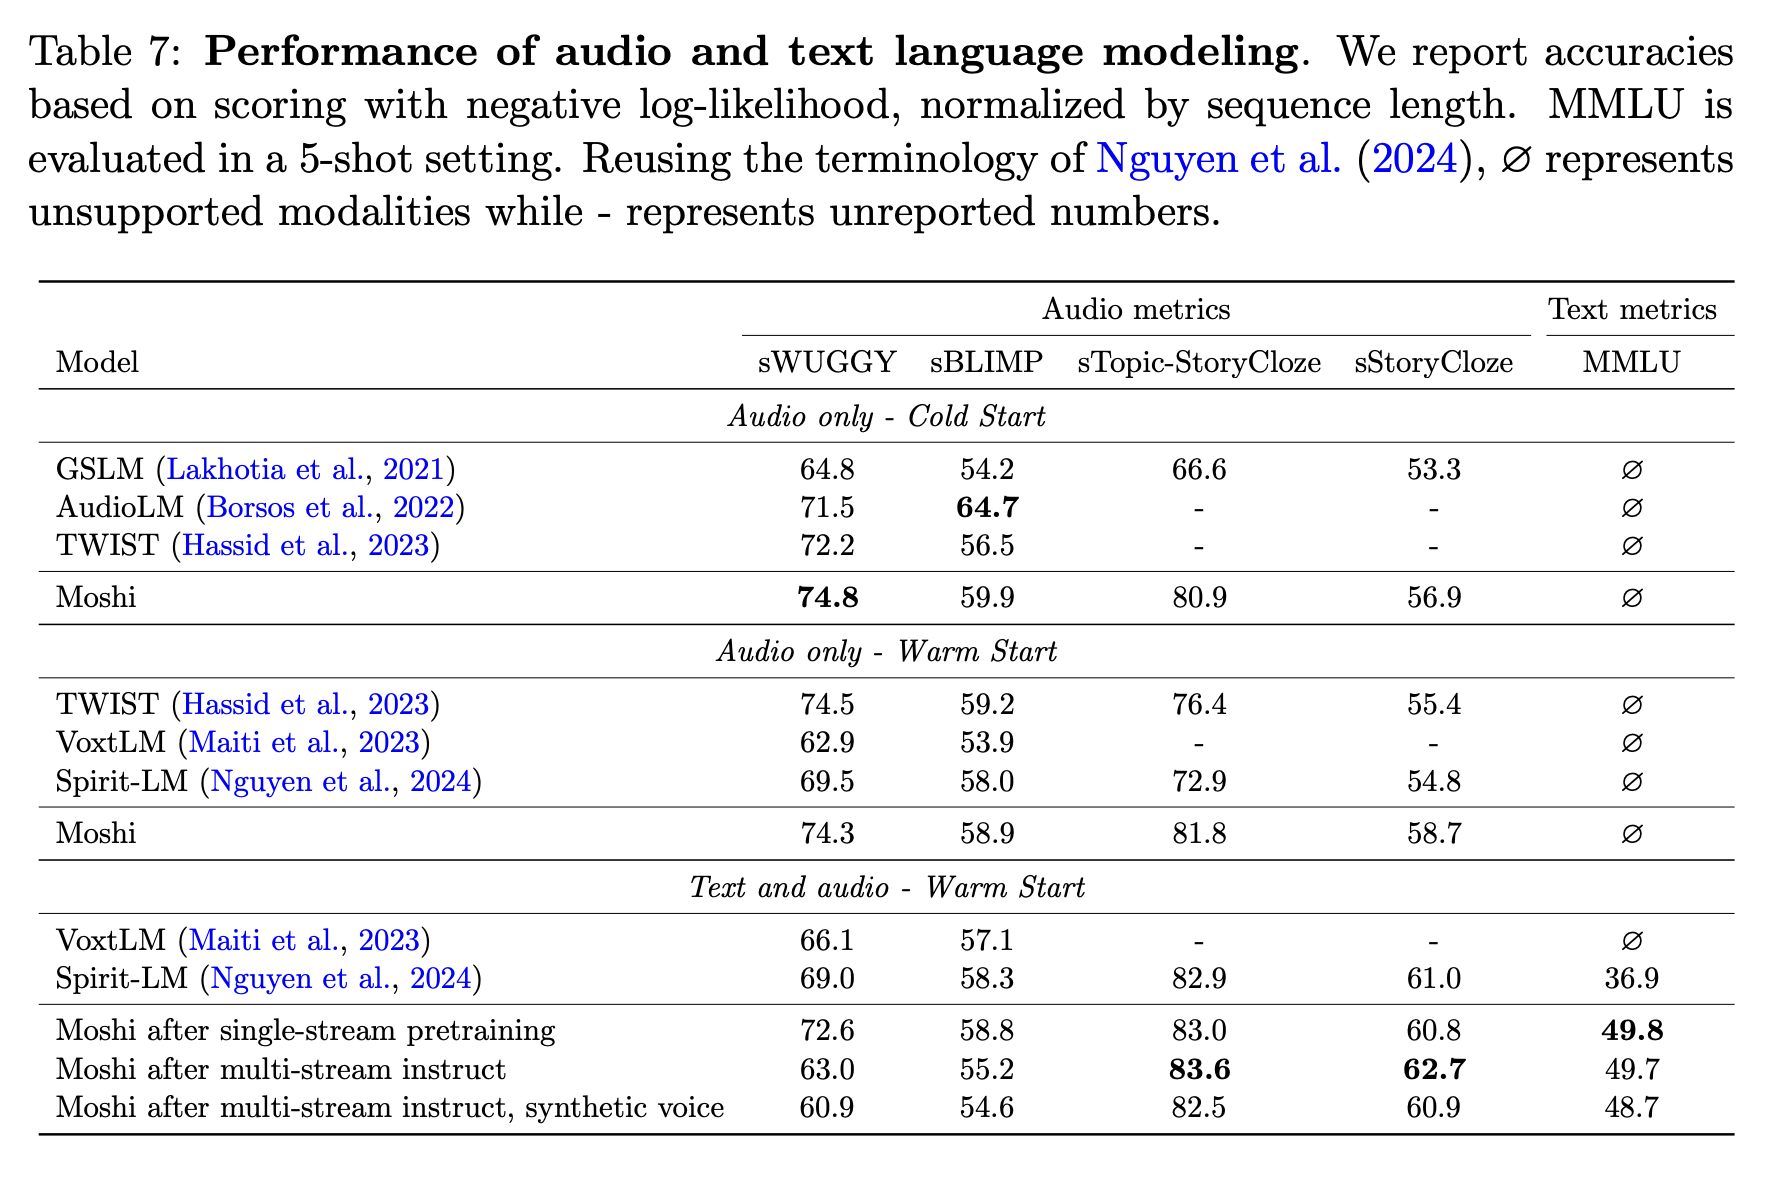 Table 7: Performance of audio and text language modeling. We report accuracies
based on scoring with negative log-likelihood, normalized by sequence length. MMLU is
evaluated in a 5-shot setting. Reusing the terminology of Nguyen et al. (2024), ∅ represents
unsupported modalities while - represents unreported numbers.
Audio metrics Text metrics
Model sWUGGY sBLIMP sTopic-StoryCloze sStoryCloze MMLU
Audio only - Cold Start
GSLM (Lakhotia et al., 2021) 64.8 54.2 66.6 53.3 ∅
AudioLM (Borsos et al., 2022) 71.5 64.7 - - ∅
TWIST (Hassid et al., 2023) 72.2 56.5 - - ∅
Moshi 74.8 59.9 80.9 56.9 ∅
Audio only - Warm Start
TWIST (Hassid et al., 2023) 74.5 59.2 76.4 55.4 ∅
VoxtLM (Maiti et al., 2023) 62.9 53.9 - - ∅
Spirit-LM (Nguyen et al., 2024) 69.5 58.0 72.9 54.8 ∅
Moshi 74.3 58.9 81.8 58.7 ∅
Text and audio - Warm Start
VoxtLM (Maiti et al., 2023) 66.1 57.1 - - ∅
Spirit-LM (Nguyen et al., 2024) 69.0 58.3 82.9 61.0 36.9
Moshi after single-stream pretraining 72.6 58.8 83.0 60.8 49.8
Moshi after multi-stream instruct 63.0 55.2 83.6 62.7 49.7
Moshi after multi-stream instruct, synthetic voice 60.9 54.6 82.5 60.9 48.7